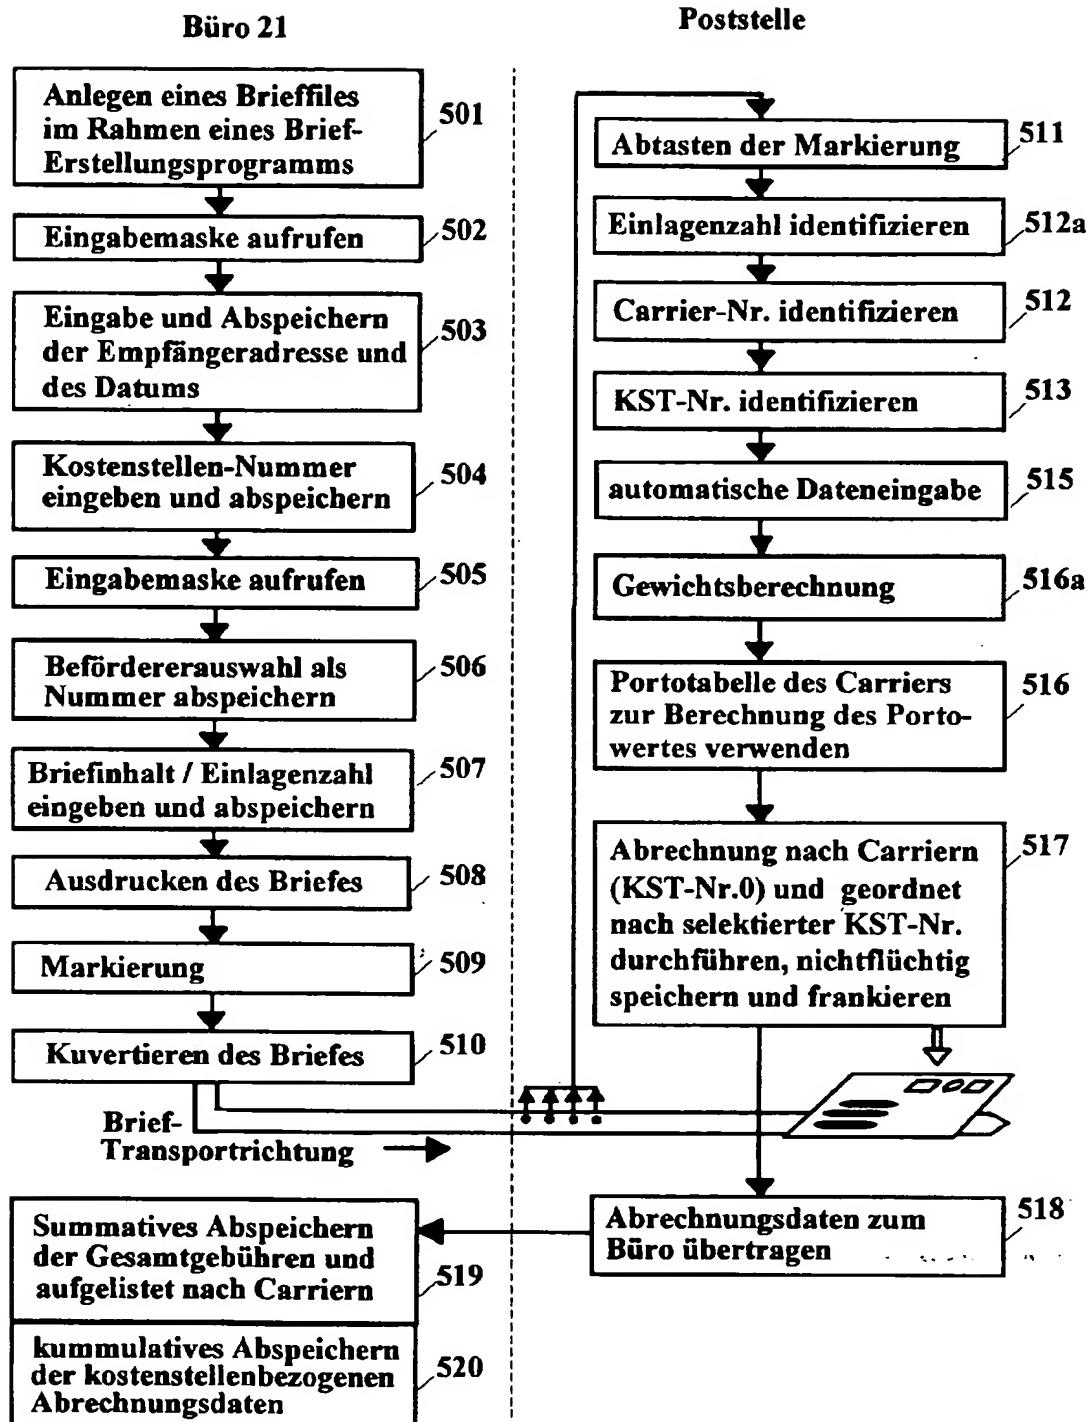 Büro 21
Anlegen eines Brieffiles
im Rahmen eines Brief-
Erstellungsprogramms
501
Eingabemaske aufrufen
502
Eingabe und Abspeichern
der Empfängeradresse und
des Datums
503
Kostenstellen-Nummer
eingeben und abspeichern
504
Eingabemaske aufrufen
505
Befördererauswahl als
Nummer abspeichern
506
Briefinhalt / Einlagenzahl
eingeben und abspeichern
507
Ausdrucken des Briefes
508
Markierung
509
Kuvertieren des Briefes
510
Brief-
Transportrichtung
Poststelle
Abtasten der Markierung
511
Einlagenzahl identifizieren
512a
Carrier-Nr. identifizieren
512
KST-Nr. identifizieren
513
automatische Dateneingabe
515
Gewichtsberechnung
516a
Portotabelle des Carriers
zur Berechnung des Porto-
wertes verwenden
516
Abrechnung nach Carriern
(KST-Nr.0) und geordnet
nach selektierter KST-Nr.
durchführen, nichtflüchtig
speichern und frankieren
517
Abrechnungsdaten zum
Büro übertragen
518
Summatives Abspeichern
der Gesamtgebühren und
aufgelistet nach Carriern
519
kummulatives Abspeichern
der kostenstellenbezogenen
Abrechnungsdaten
520